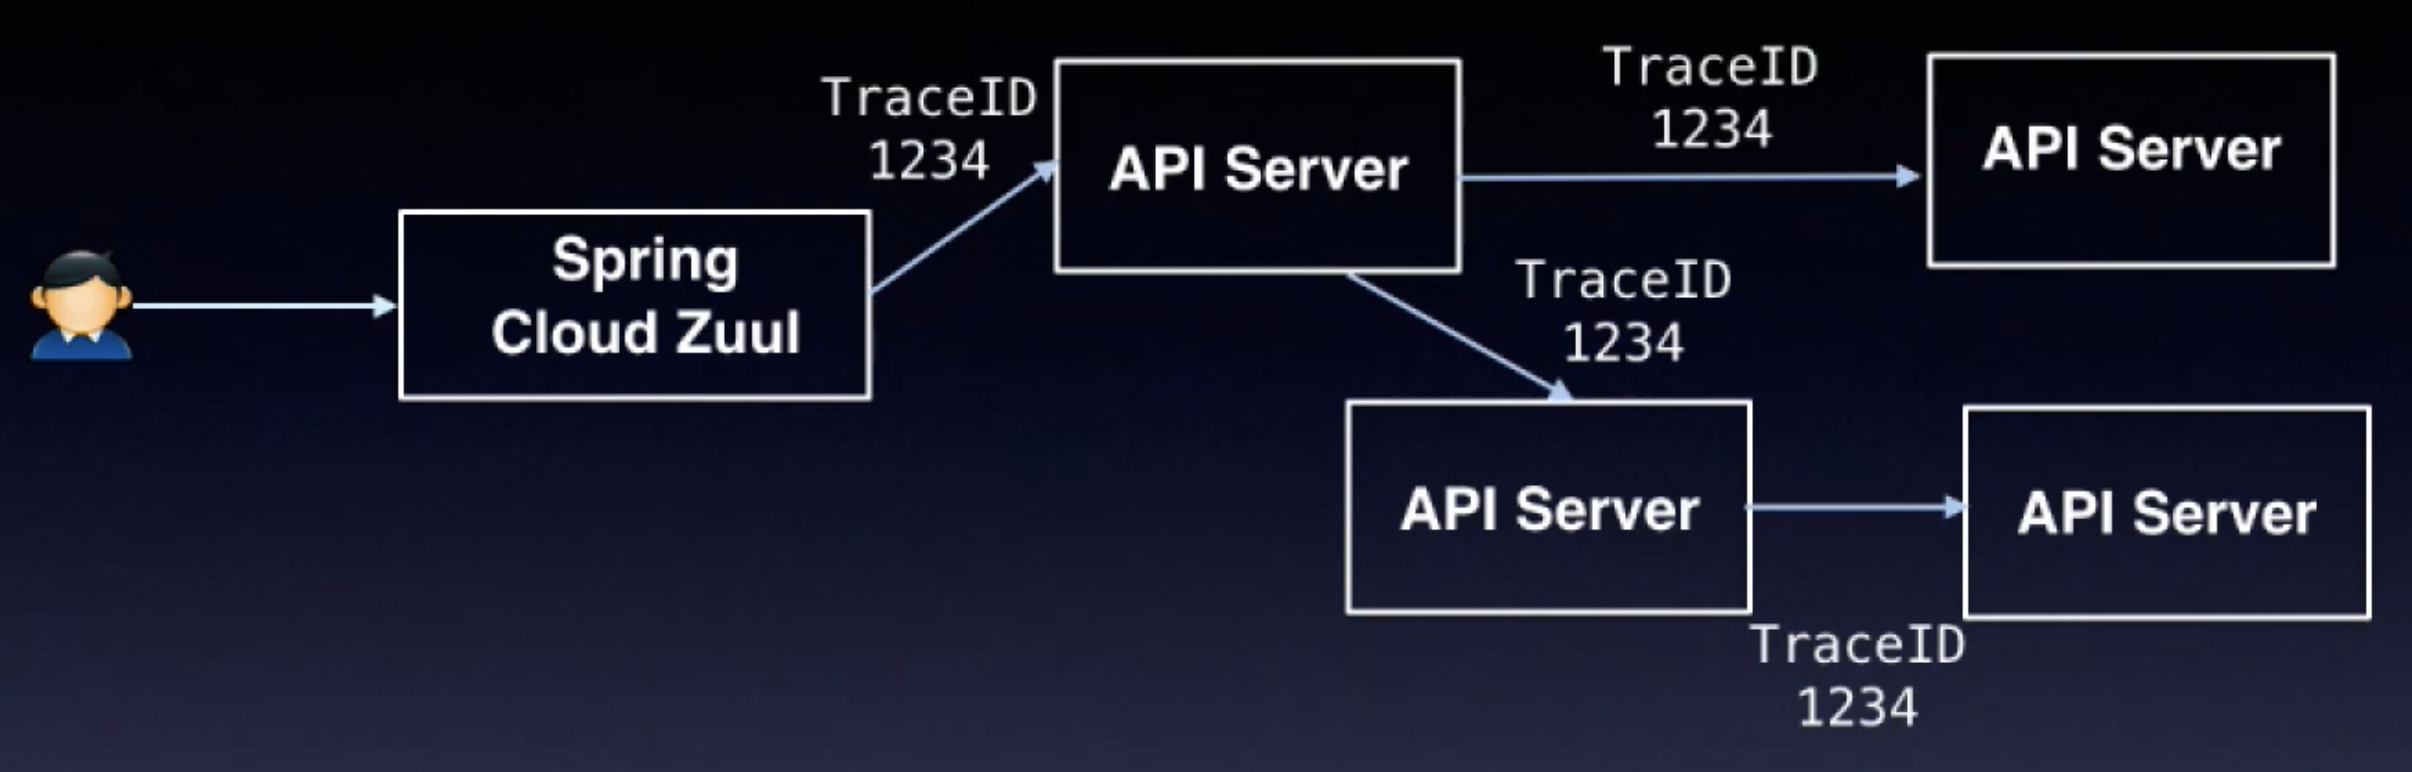 Spring
Cloud Zuul
TraceID
1234
API Server
TraceID
1234
API Server
TraceID
1234
API Server
TraceID
1234
API Server